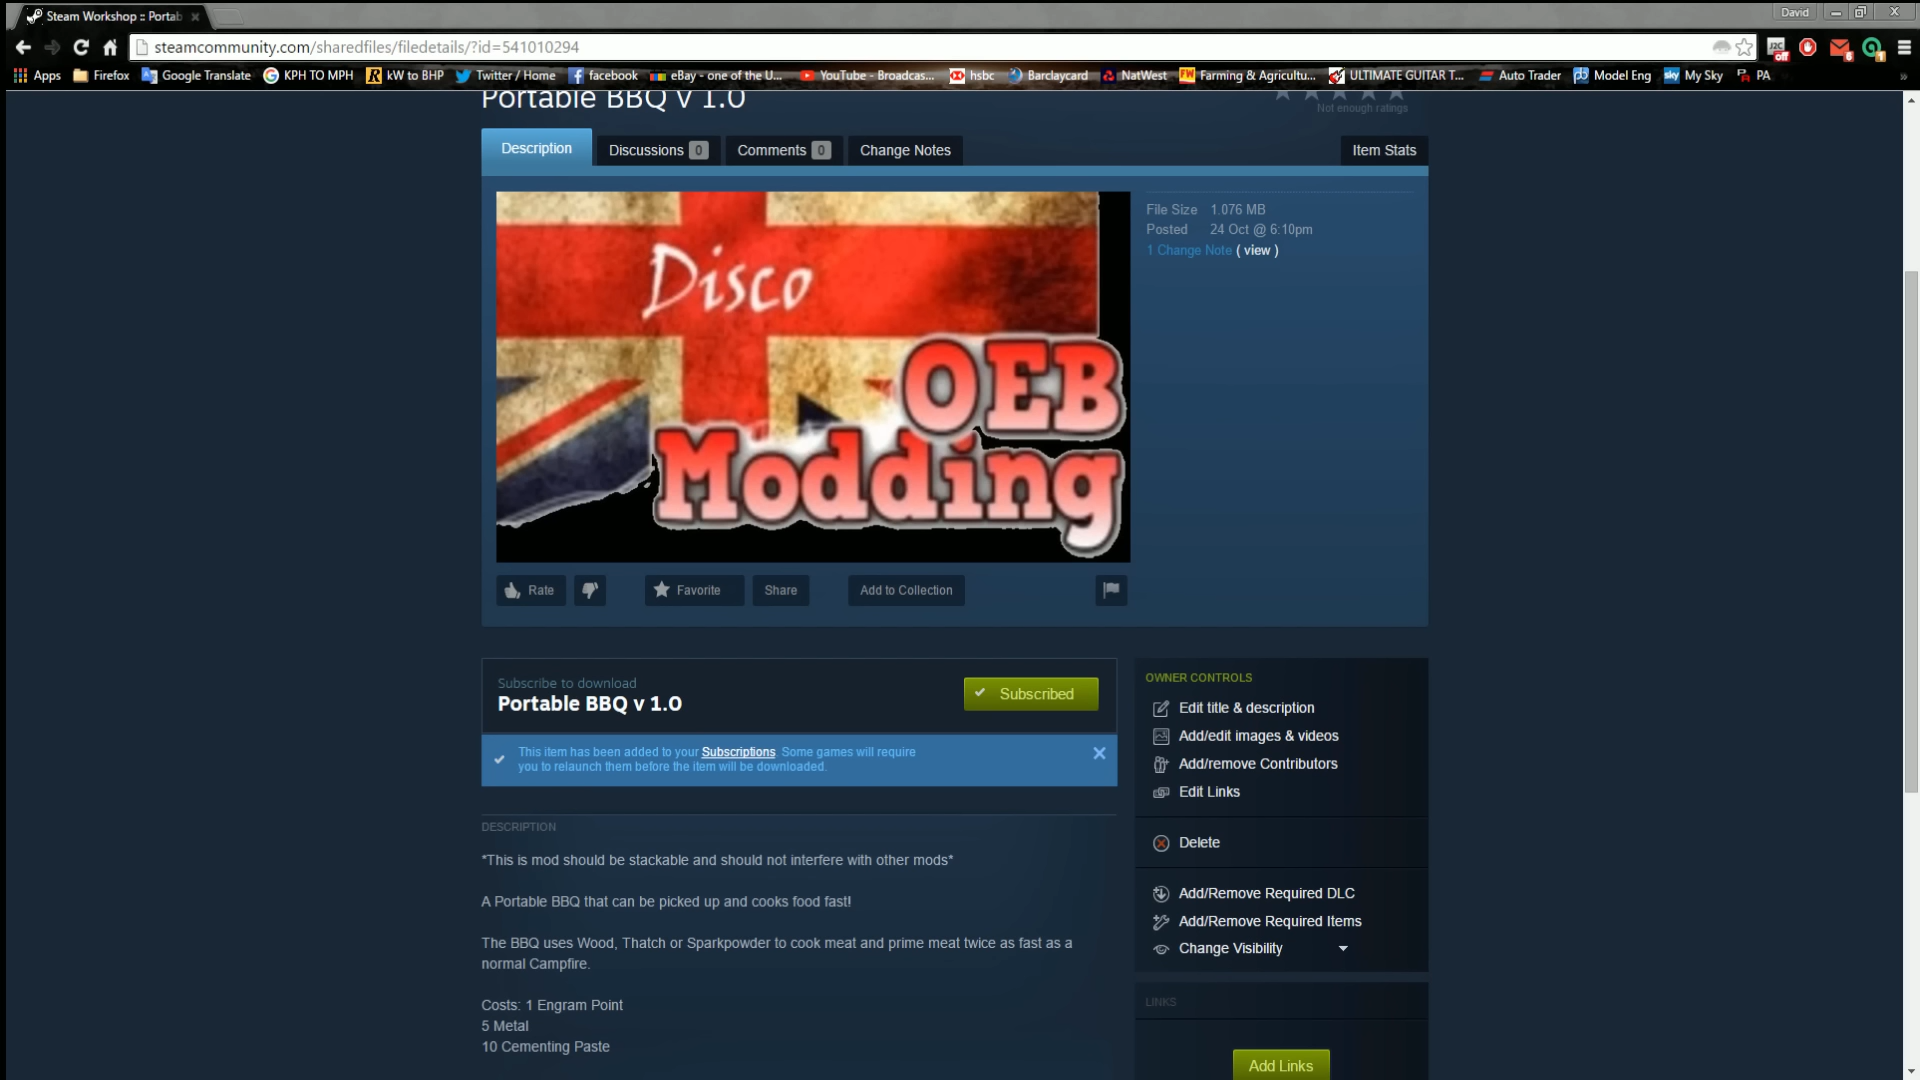 Steam Workshop :: Portab
David
steamcommunity.com/sharedfiles/filedetails/?id=541010294
Apps Firefox Google Translate KPH TO MPH kW to BHP Twitter / Home facebook eBay - one of the U... YouTube - Broadcas... hsbc Barclaycard NatWest Farming & Agricultu... ULTIMATE GUITAR T... Auto Trader Model Eng My Sky PA
Portable BBQ v 1.0
Not enough ratings
Description Discussions 0 Comments 0 Change Notes Item Stats
Disco
OEB
Modding
File Size 1.076 MB
Posted 24 Oct @ 6:10pm
1 Change Note ( view )
Rate Favorite Share Add to Collection
Subscribe to download
Portable BBQ v 1.0
Subscribed
This item has been added to your Subscriptions. Some games will require
you to relaunch them before the item will be downloaded.
DESCRIPTION
*This is mod should be stackable and should not interfere with other mods*
A Portable BBQ that can be picked up and cooks food fast!
The BBQ uses Wood, Thatch or Sparkpowder to cook meat and prime meat twice as fast as a
normal Campfire.
Costs: 1 Engram Point
5 Metal
10 Cementing Paste
OWNER CONTROLS
Edit title & description
Add/edit images & videos
Add/remove Contributors
Edit Links
Delete
Add/Remove Required DLC
Add/Remove Required Items
Change Visibility
LINKS
Add Links